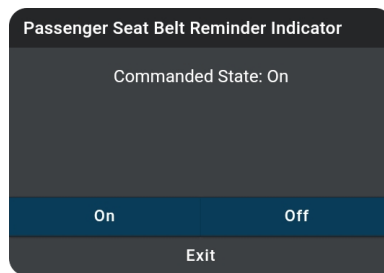 Passenger Seat Belt Reminder Indicator
Commanded State: On
On Off
Exit